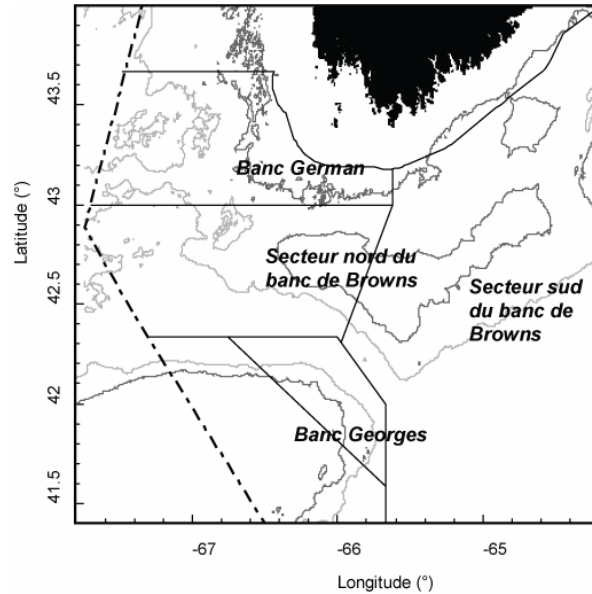 43.5
43
42.5
42
41.5
Latitude (°)
Banc German
Secteur nord du
banc de Browns
Secteur sud
du banc de
Browns
Banc Georges
-67
-66
-65
Longitude (°)